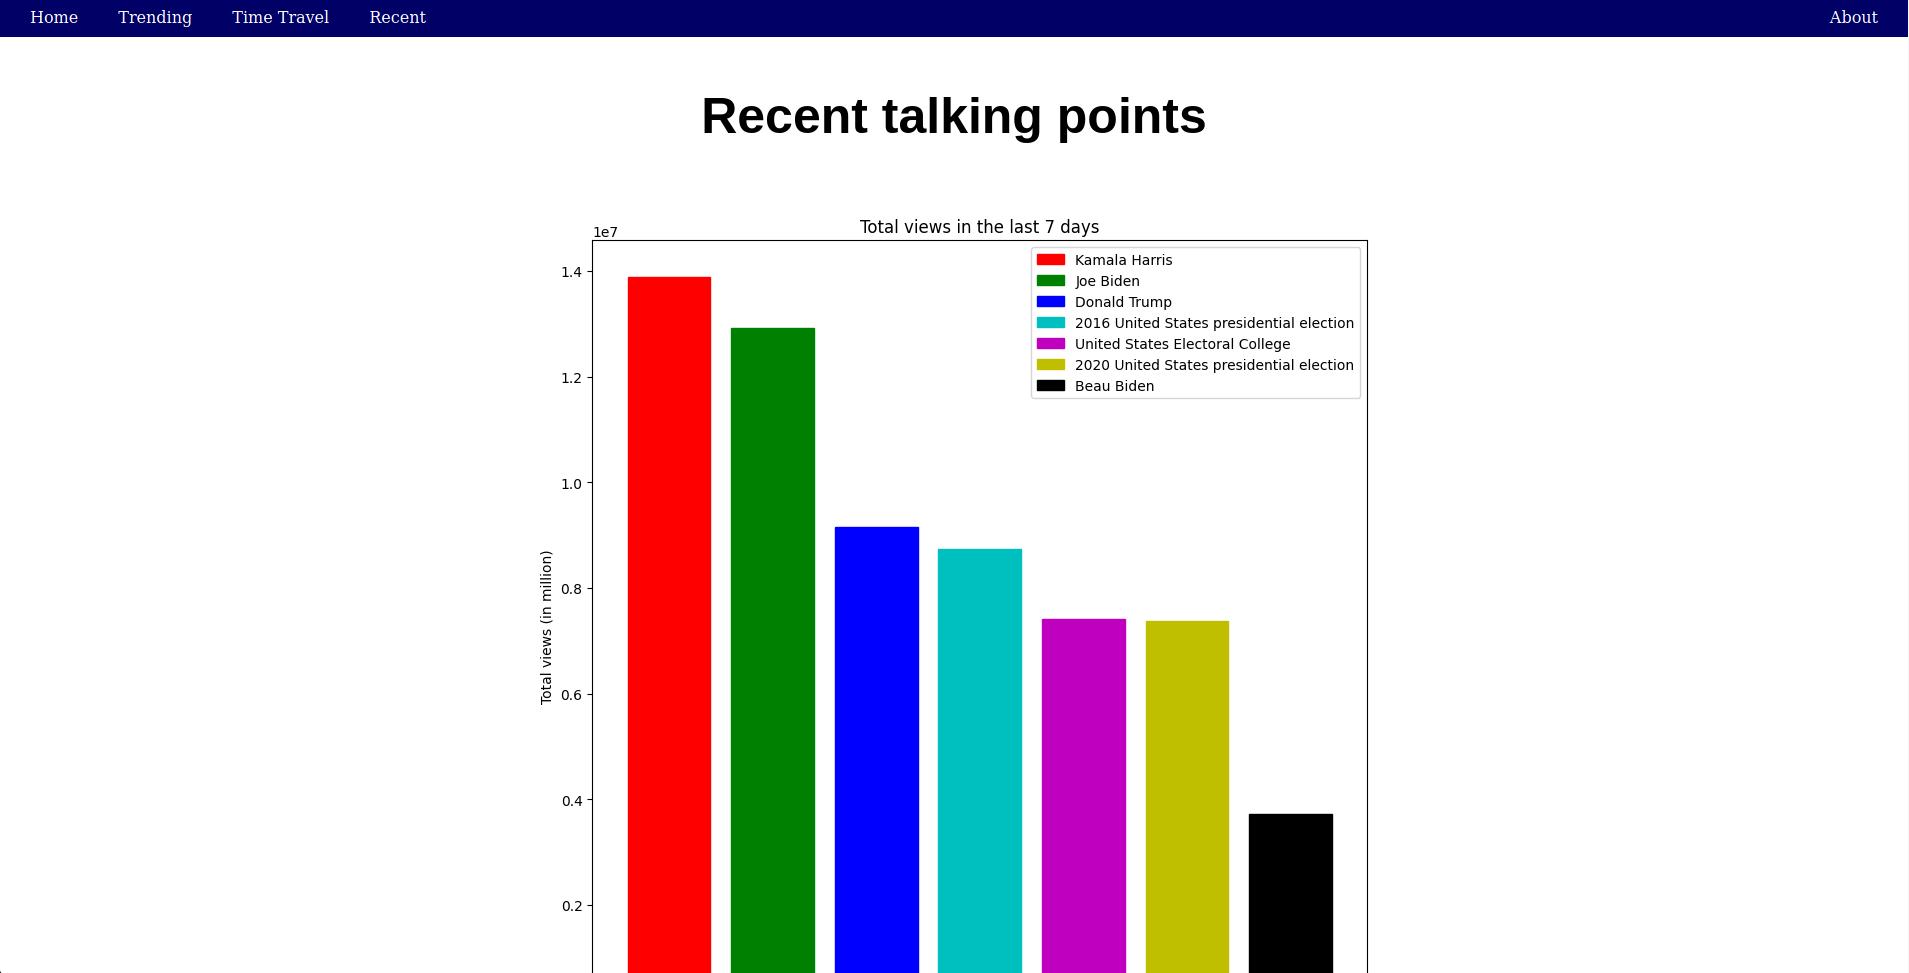 Home Trending Time Travel Recent About
Recent talking points
Total views in the last 7 days
1e7
1.4
1.2
1.0
0.8
0.6
0.4
0.2
Total views (in million)
Kamala Harris
Joe Biden
Donald Trump
2016 United States presidential election
United States Electoral College
2020 United States presidential election
Beau Biden